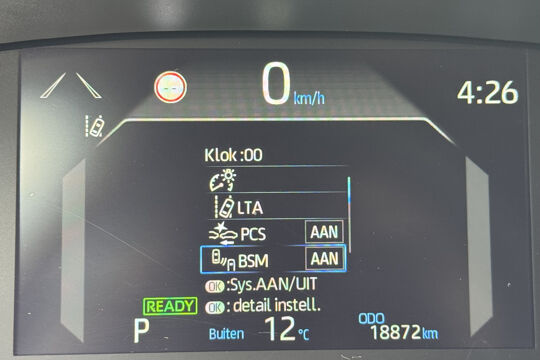 0 km/h
4:26
Klok :00
LTA
PCS AAN
BSM AAN
OK :Sys.AAN/UIT
OK : detail instell.
READY
P
Buiten 12 °C
ODO
18872 km